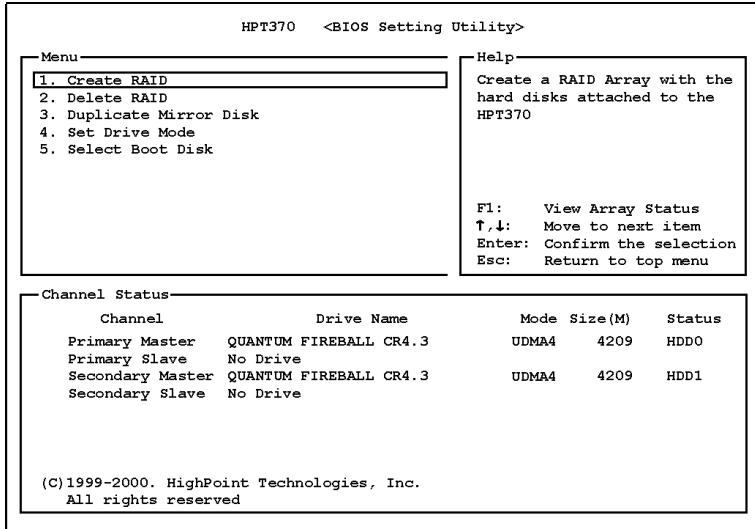 HPT370 <BIOS Setting Utility>
Menu
1. Create RAID
2. Delete RAID
3. Duplicate Mirror Disk
4. Set Drive Mode
5. Select Boot Disk
Help
Create a RAID Array with the
hard disks attached to the
HPT370
F1: View Array Status
↑,↓: Move to next item
Enter: Confirm the selection
Esc: Return to top menu
Channel Status
Channel Drive Name Mode Size(M) Status
Primary Master QUANTUM FIREBALL CR4.3 UDMA4 4209 HDD0
Primary Slave No Drive
Secondary Master QUANTUM FIREBALL CR4.3 UDMA4 4209 HDD1
Secondary Slave No Drive
(C)1999-2000. HighPoint Technologies, Inc.
All rights reserved